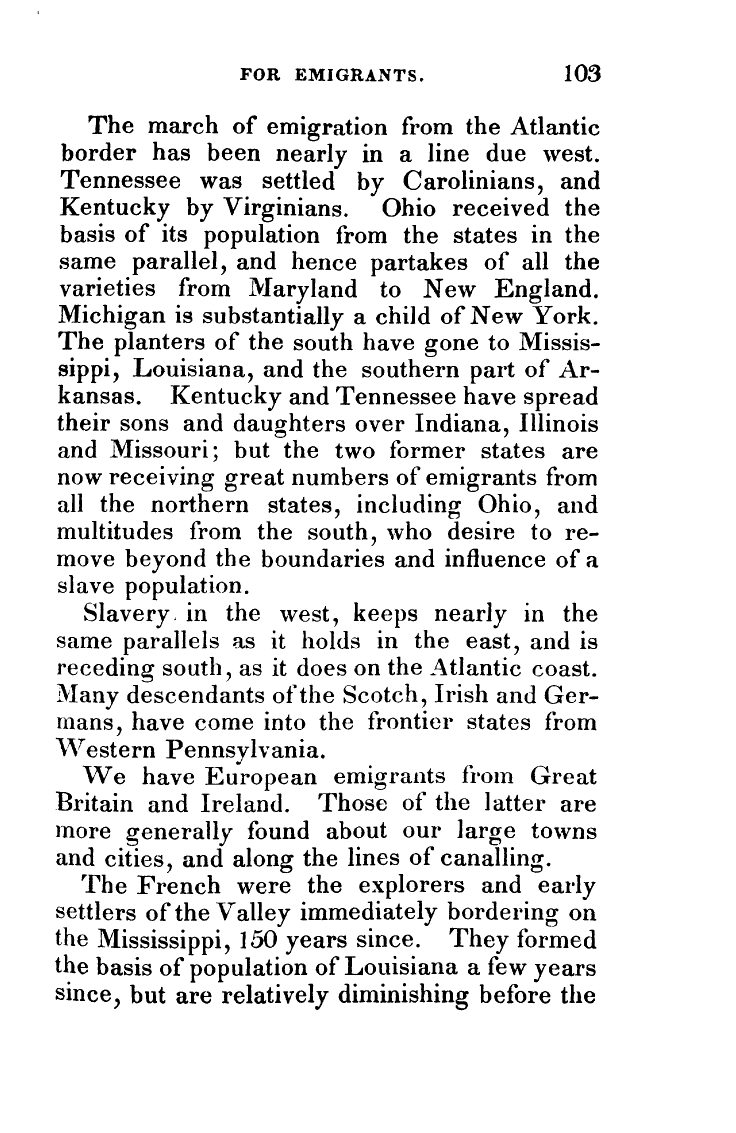 FOR EMIGRANTS. 103
The march of emigration from the Atlantic
border has been nearly in a line due west.
Tennessee was settled by Carolinians, and
Kentucky by Virginians. Ohio received the
basis of its population from the states in the
same parallel, and hence partakes of all the
varieties from Maryland to New England.
Michigan is substantially a child of New York.
The planters of the south have gone to Missis-
sippi, Louisiana, and the southern part of Ar-
kansas. Kentucky and Tennessee have spread
their sons and daughters over Indiana, Illinois
and Missouri; but the two former states are
now receiving great numbers of emigrants from
all the northern states, including Ohio, and
multitudes from the south, who desire to re-
move beyond the boundaries and influence of a
slave population.
Slavery in the west, keeps nearly in the
same parallels as it holds in the east, and is
receding south, as it does on the Atlantic coast.
Many descendants of the Scotch, Irish and Ger-
mans, have come into the frontier states from
Western Pennsylvania.
We have European emigrants from Great
Britain and Ireland. Those of the latter are
more generally found about our large towns
and cities, and along the lines of canalling.
The French were the explorers and early
settlers of the Valley immediately bordering on
the Mississippi, 150 years since. They formed
the basis of population of Louisiana a few years
since, but are relatively diminishing before the